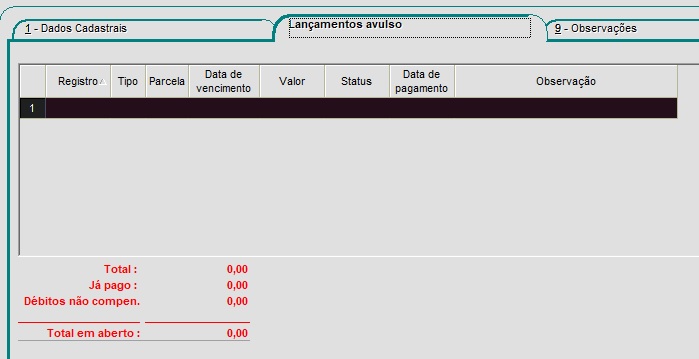 1 - Dados Cadastrais
Lançamentos avulso
9 - Observações
Registro Tipo Parcela Data de vencimento Valor Status Data de pagamento Observação
1
Total : 0,00
Já pago : 0,00
Débitos não compen. 0,00
Total em aberto : 0,00